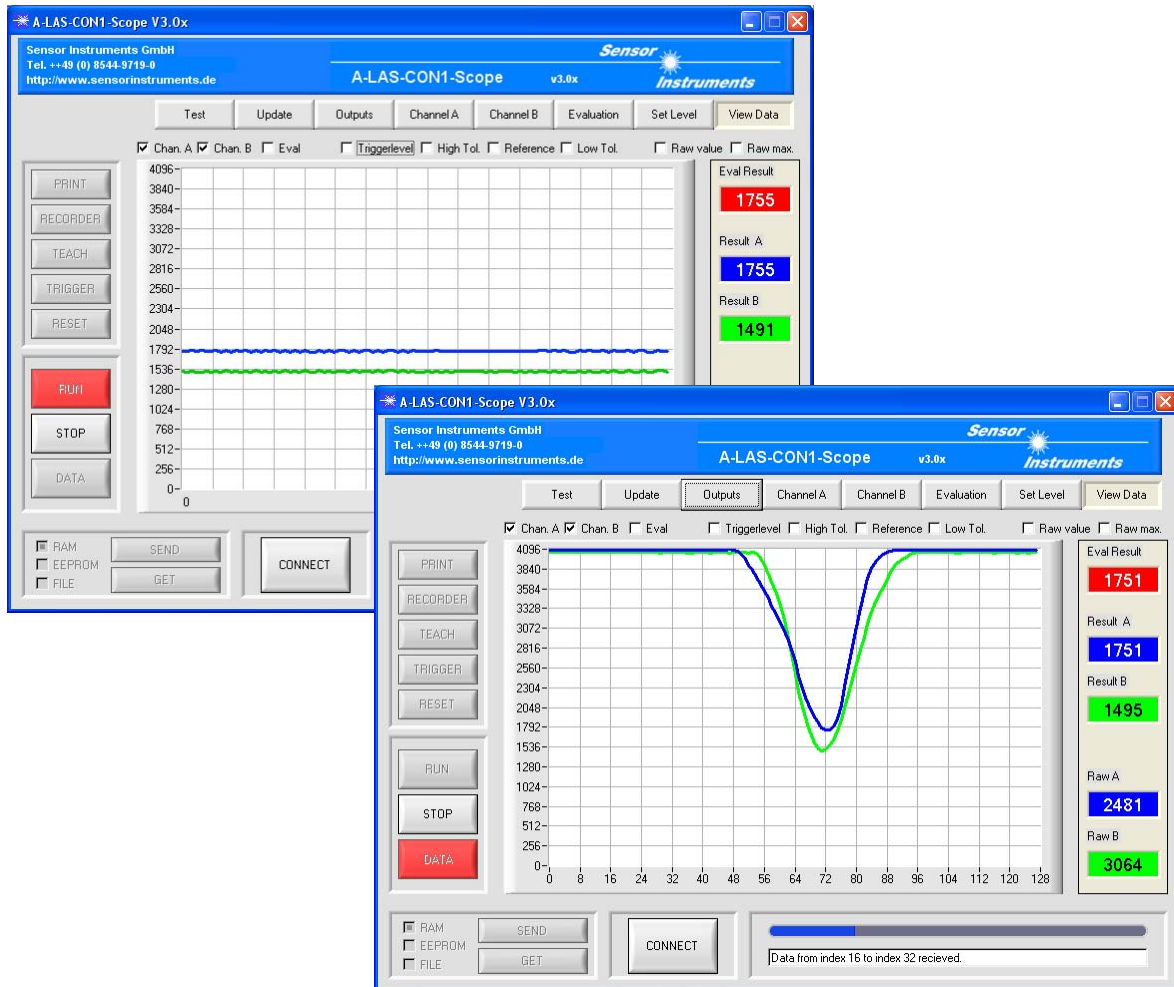 A-LAS-CON1-Scope V3.0x
Sensor Instruments GmbH
Tel. ++49 (0) 8544-9719-0
http://www.sensorinstruments.de
A-LAS-CON1-Scope v3.0x
Sensor
Instruments
Test Update Outputs Channel A Channel B Evaluation Set Level View Data
Chan. A Chan. B Eval Triggerlevel High Tol. Reference Low Tol. Raw value Raw max.
PRINT
RECORDER
TEACH
TRIGGER
RESET
RUN
STOP
DATA
4096
3840
3584
3328
3072
2816
2560
2304
2048
1792
1536
1280
1024
768
512
256
0
0
Eval Result
1755
Result A
1755
Result B
1491
RAM
EEPROM
FILE
SEND
GET
CONNECT
A-LAS-CON1-Scope V3.0x
Sensor Instruments GmbH
Tel. ++49 (0) 8544-9719-0
http://www.sensorinstruments.de
A-LAS-CON1-Scope v3.0x
Sensor
Instruments
Test Update Outputs Channel A Channel B Evaluation Set Level View Data
Chan. A Chan. B Eval Triggerlevel High Tol. Reference Low Tol. Raw value Raw max.
PRINT
RECORDER
TEACH
TRIGGER
RESET
RUN
STOP
DATA
4096
3840
3584
3328
3072
2816
2560
2304
2048
1792
1536
1280
1024
768
512
256
0
0 8 16 24 32 40 48 56 64 72 80 88 96 104 112 120 128
Eval Result
1751
Result A
1751
Result B
1495
Raw A
2481
Raw B
3064
RAM
EEPROM
FILE
SEND
GET
CONNECT
Data from index 16 to index 32 recieved.